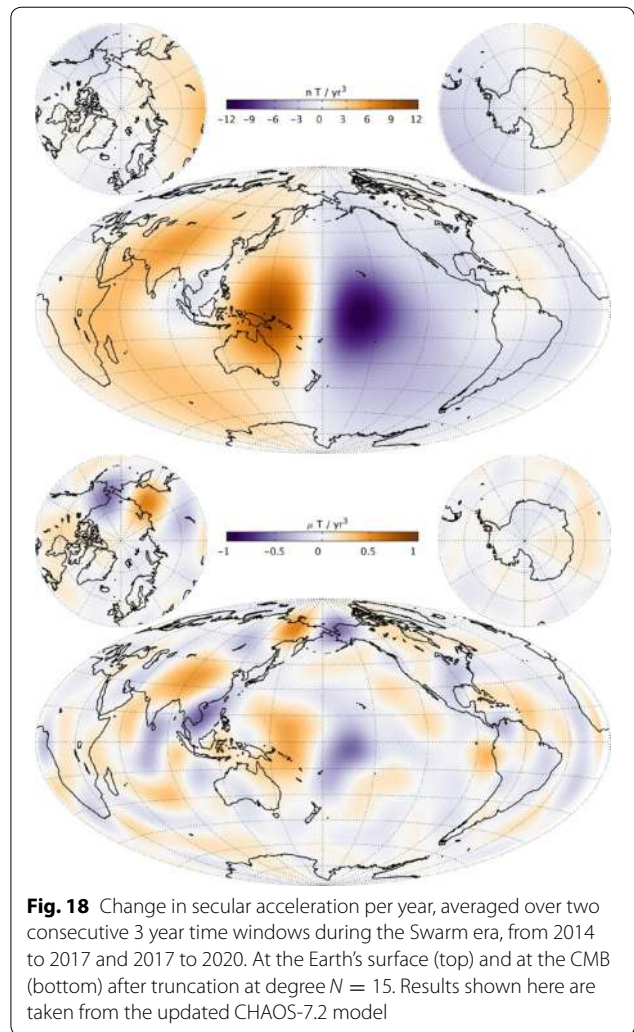 n T / yr³
−12 −9 −6 −3 0 3 6 9 12
μ T / yr³
−1 −0.5 0 0.5 1
Fig. 18 Change in secular acceleration per year, averaged over two
consecutive 3 year time windows during the Swarm era, from 2014
to 2017 and 2017 to 2020. At the Earth's surface (top) and at the CMB
(bottom) after truncation at degree N = 15. Results shown here are
taken from the updated CHAOS-7.2 model